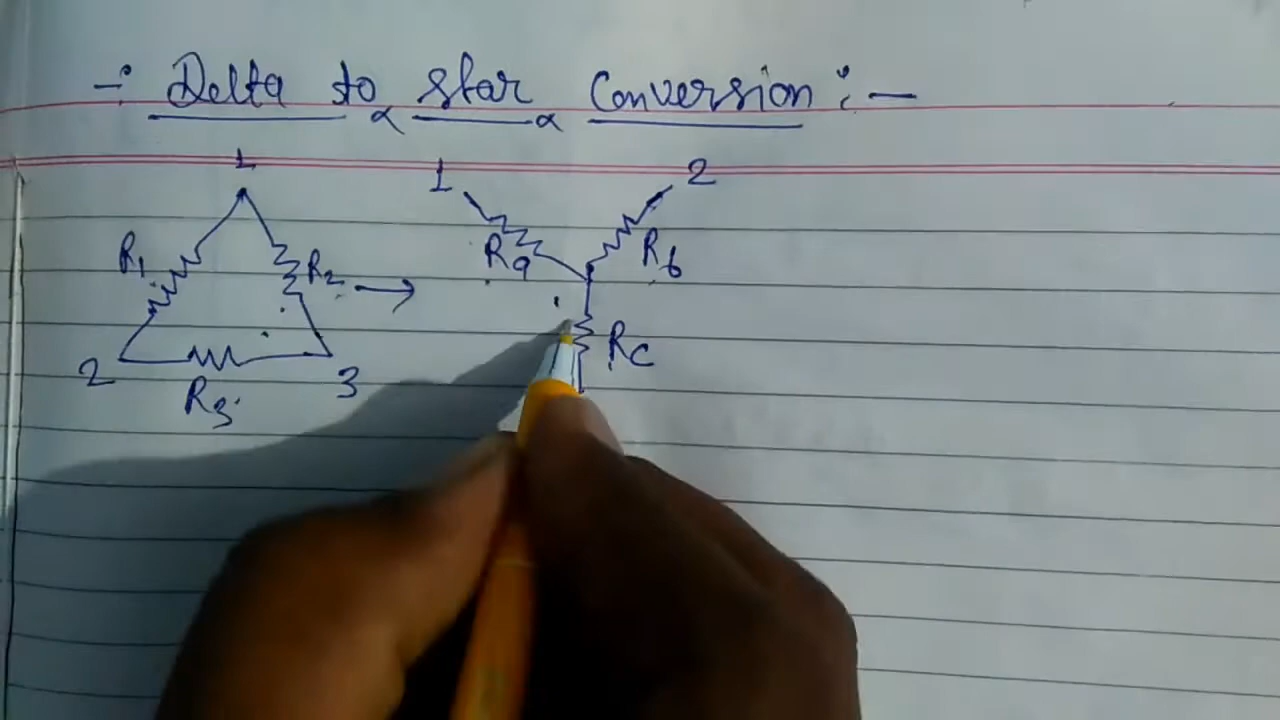 -: Delta to star Conversion :-
1 1 2
R1 R2 → Ra Rb
2 3 Rc
R3